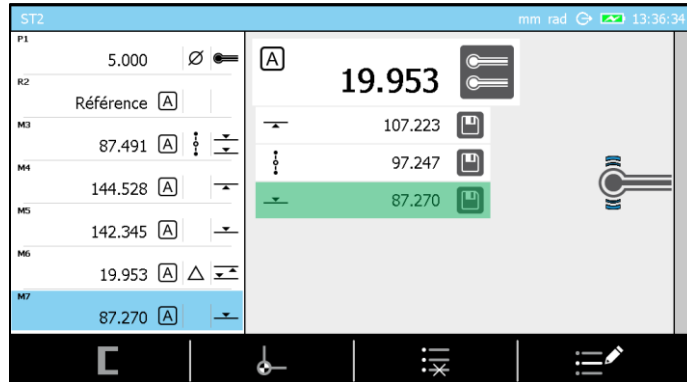 ST2
mm rad 13:36:34
P1
5.000
R2
Référence A
M3
87.491 A
M4
144.528 A
M5
142.345 A
M6
19.953 A
M7
87.270 A
A
19.953
107.223
97.247
87.270